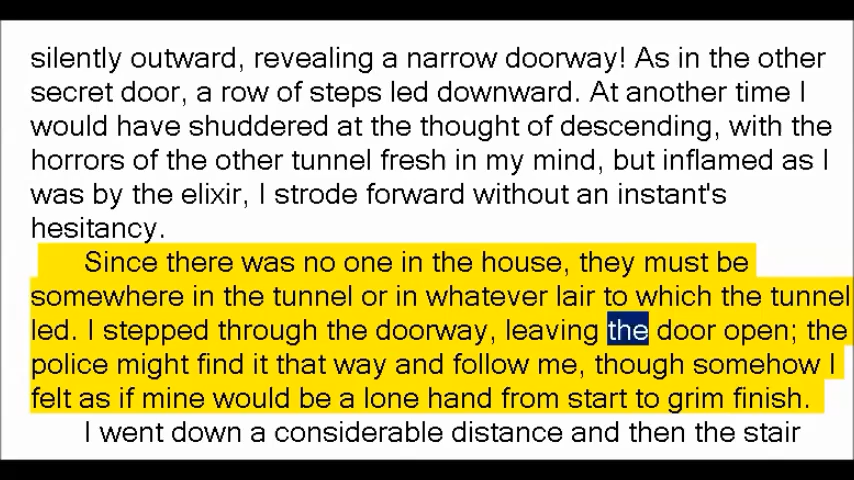 silently outward, revealing a narrow doorway! As in the other
secret door, a row of steps led downward. At another time I
would have shuddered at the thought of descending, with the
horrors of the other tunnel fresh in my mind, but inflamed as I
was by the elixir, I strode forward without an instant's
hesitancy.
Since there was no one in the house, they must be
somewhere in the tunnel or in whatever lair to which the tunnel
led. I stepped through the doorway, leaving the door open; the
police might find it that way and follow me, though somehow I
felt as if mine would be a lone hand from start to grim finish.
I went down a considerable distance and then the stair